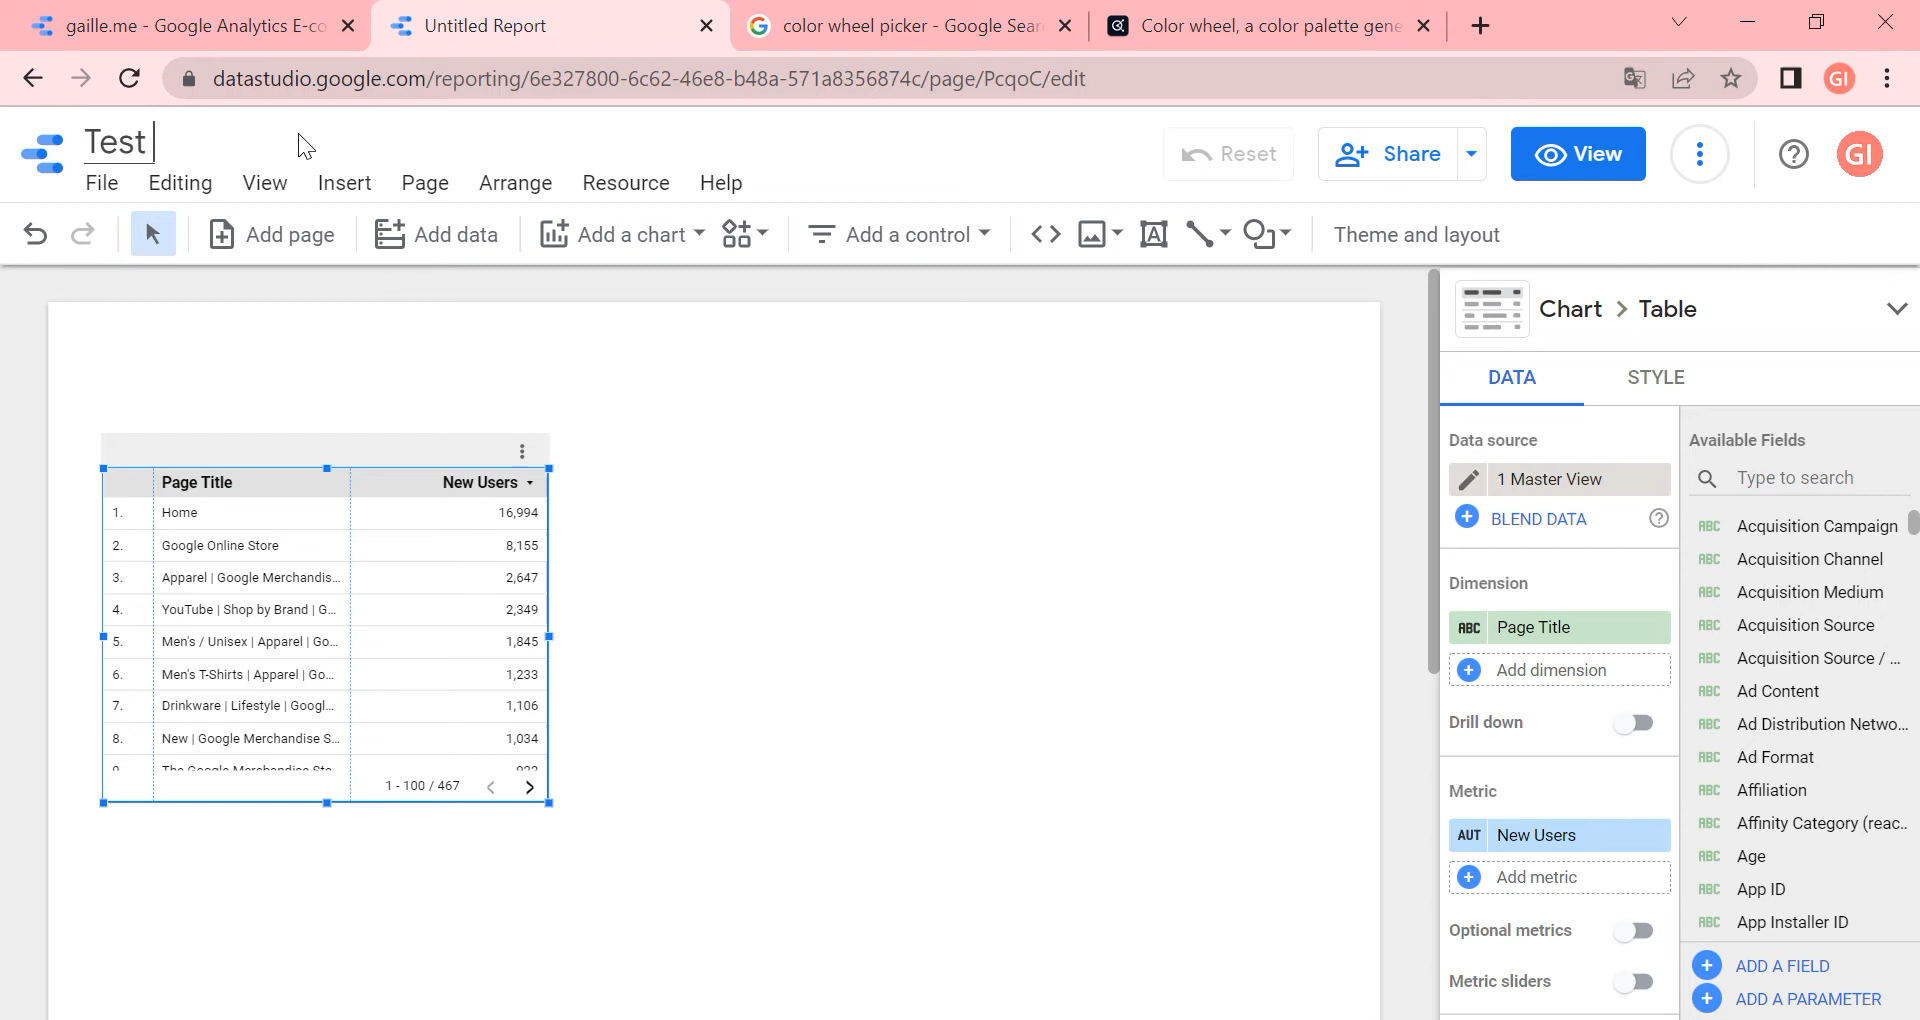 gaille.me - Google Analytics E-co
Untitled Report
color wheel picker - Google Sear
Color wheel, a color palette gene
datastudio.google.com/reporting/6e327800-6c62-46e8-b48a-571a8356874c/page/PcqoC/edit
GI
Test
Reset
Share
View
GI
File Editing View Insert Page Arrange Resource Help
Add page
Add data
Add a chart
Add a control
Theme and layout
Chart > Table
DATA
STYLE
Page Title New Users
1. Home 16,994
2. Google Online Store 8,155
3. Apparel | Google Merchandis... 2,647
4. YouTube | Shop by Brand | G... 2,349
5. Men's / Unisex | Apparel | Go... 1,845
6. Men's T-Shirts | Apparel | Go... 1,233
7. Drinkware | Lifestyle | Googl... 1,106
8. New | Google Merchandise S... 1,034
1 - 100 / 467
Data source
1 Master View
BLEND DATA
Dimension
ABC Page Title
Add dimension
Drill down
Metric
AUT New Users
Add metric
Optional metrics
Metric sliders
Available Fields
Type to search
ABC Acquisition Campaign
ABC Acquisition Channel
ABC Acquisition Medium
ABC Acquisition Source
ABC Acquisition Source / ...
ABC Ad Content
ABC Ad Distribution Netwo...
ABC Ad Format
ABC Affiliation
ABC Affinity Category (reac..
ABC Age
ABC App ID
ABC App Installer ID
ADD A FIELD
ADD A PARAMETER